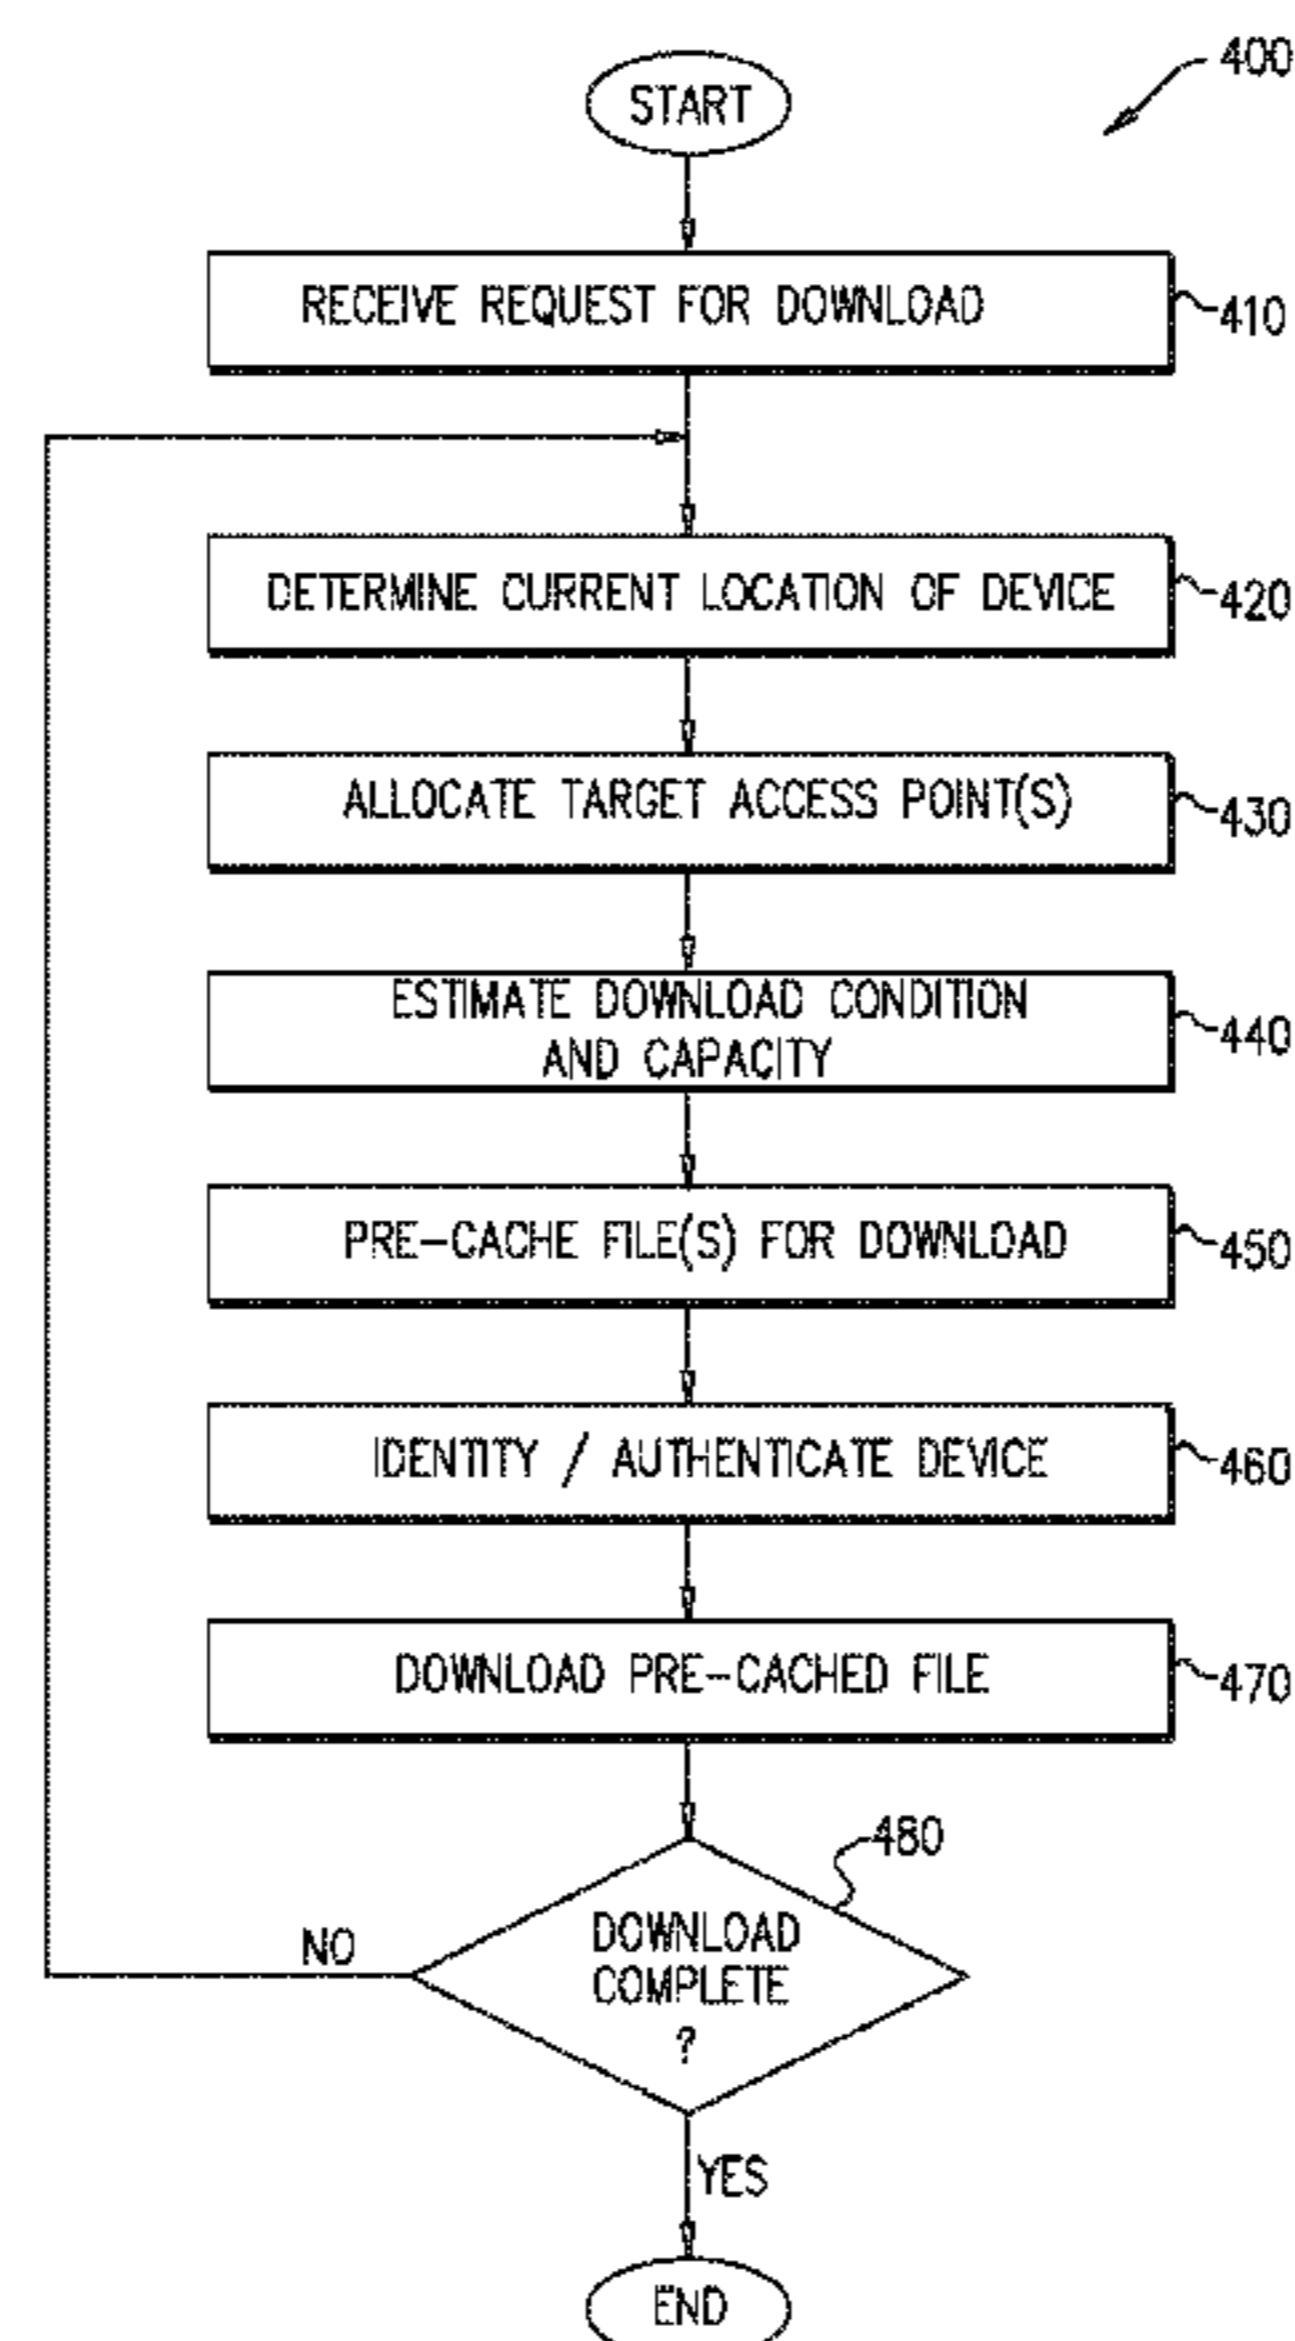 400
START
RECEIVE REQUEST FOR DOWNLOAD
410
DETERMINE CURRENT LOCATION OF DEVICE
420
ALLOCATE TARGET ACCESS POINT(S)
430
ESTIMATE DOWNLOAD CONDITION
AND CAPACITY
440
PRE-CACHE FILE(S) FOR DOWNLOAD
450
IDENTITY / AUTHENTICATE DEVICE
460
DOWNLOAD PRE-CACHED FILE
470
480
DOWNLOAD
COMPLETE
?
NO
YES
END